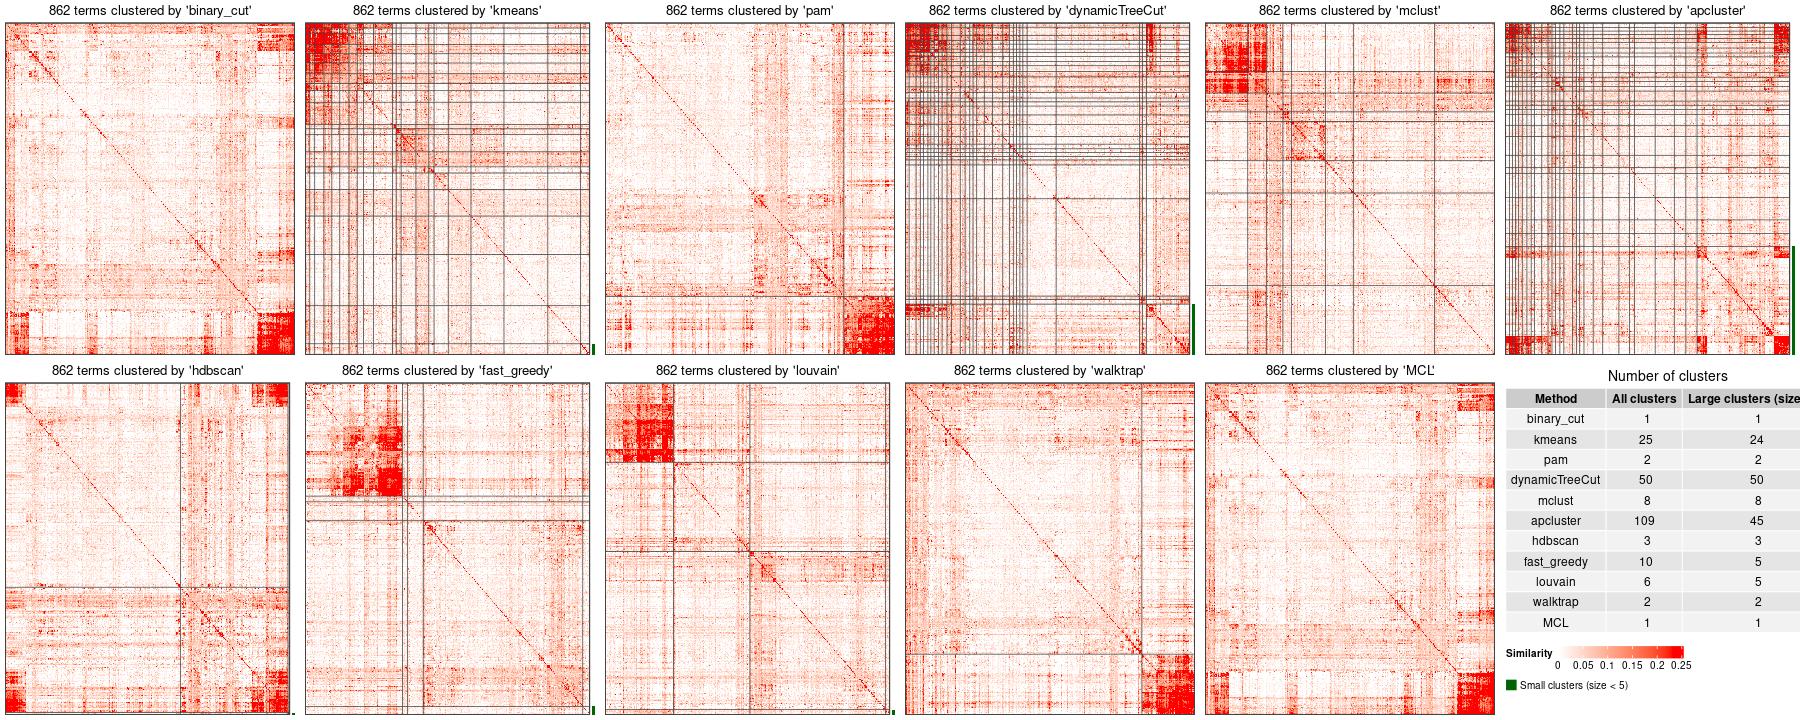 862 terms clustered by 'binary_cut'
862 terms clustered by 'kmeans'
862 terms clustered by 'pam'
862 terms clustered by 'dynamicTreeCut'
862 terms clustered by 'mclust'
862 terms clustered by 'apcluster'
862 terms clustered by 'hdbscan'
862 terms clustered by 'fast_greedy'
862 terms clustered by 'louvain'
862 terms clustered by 'walktrap'
862 terms clustered by 'MCL'
Number of clusters
Method All clusters Large clusters (size
binary_cut 1 1
kmeans 25 24
pam 2 2
dynamicTreeCut 50 50
mclust 8 8
apcluster 109 45
hdbscan 3 3
fast_greedy 10 5
louvain 6 5
walktrap 2 2
MCL 1 1
Similarity
0 0.05 0.1 0.15 0.2 0.25
Small clusters (size < 5)